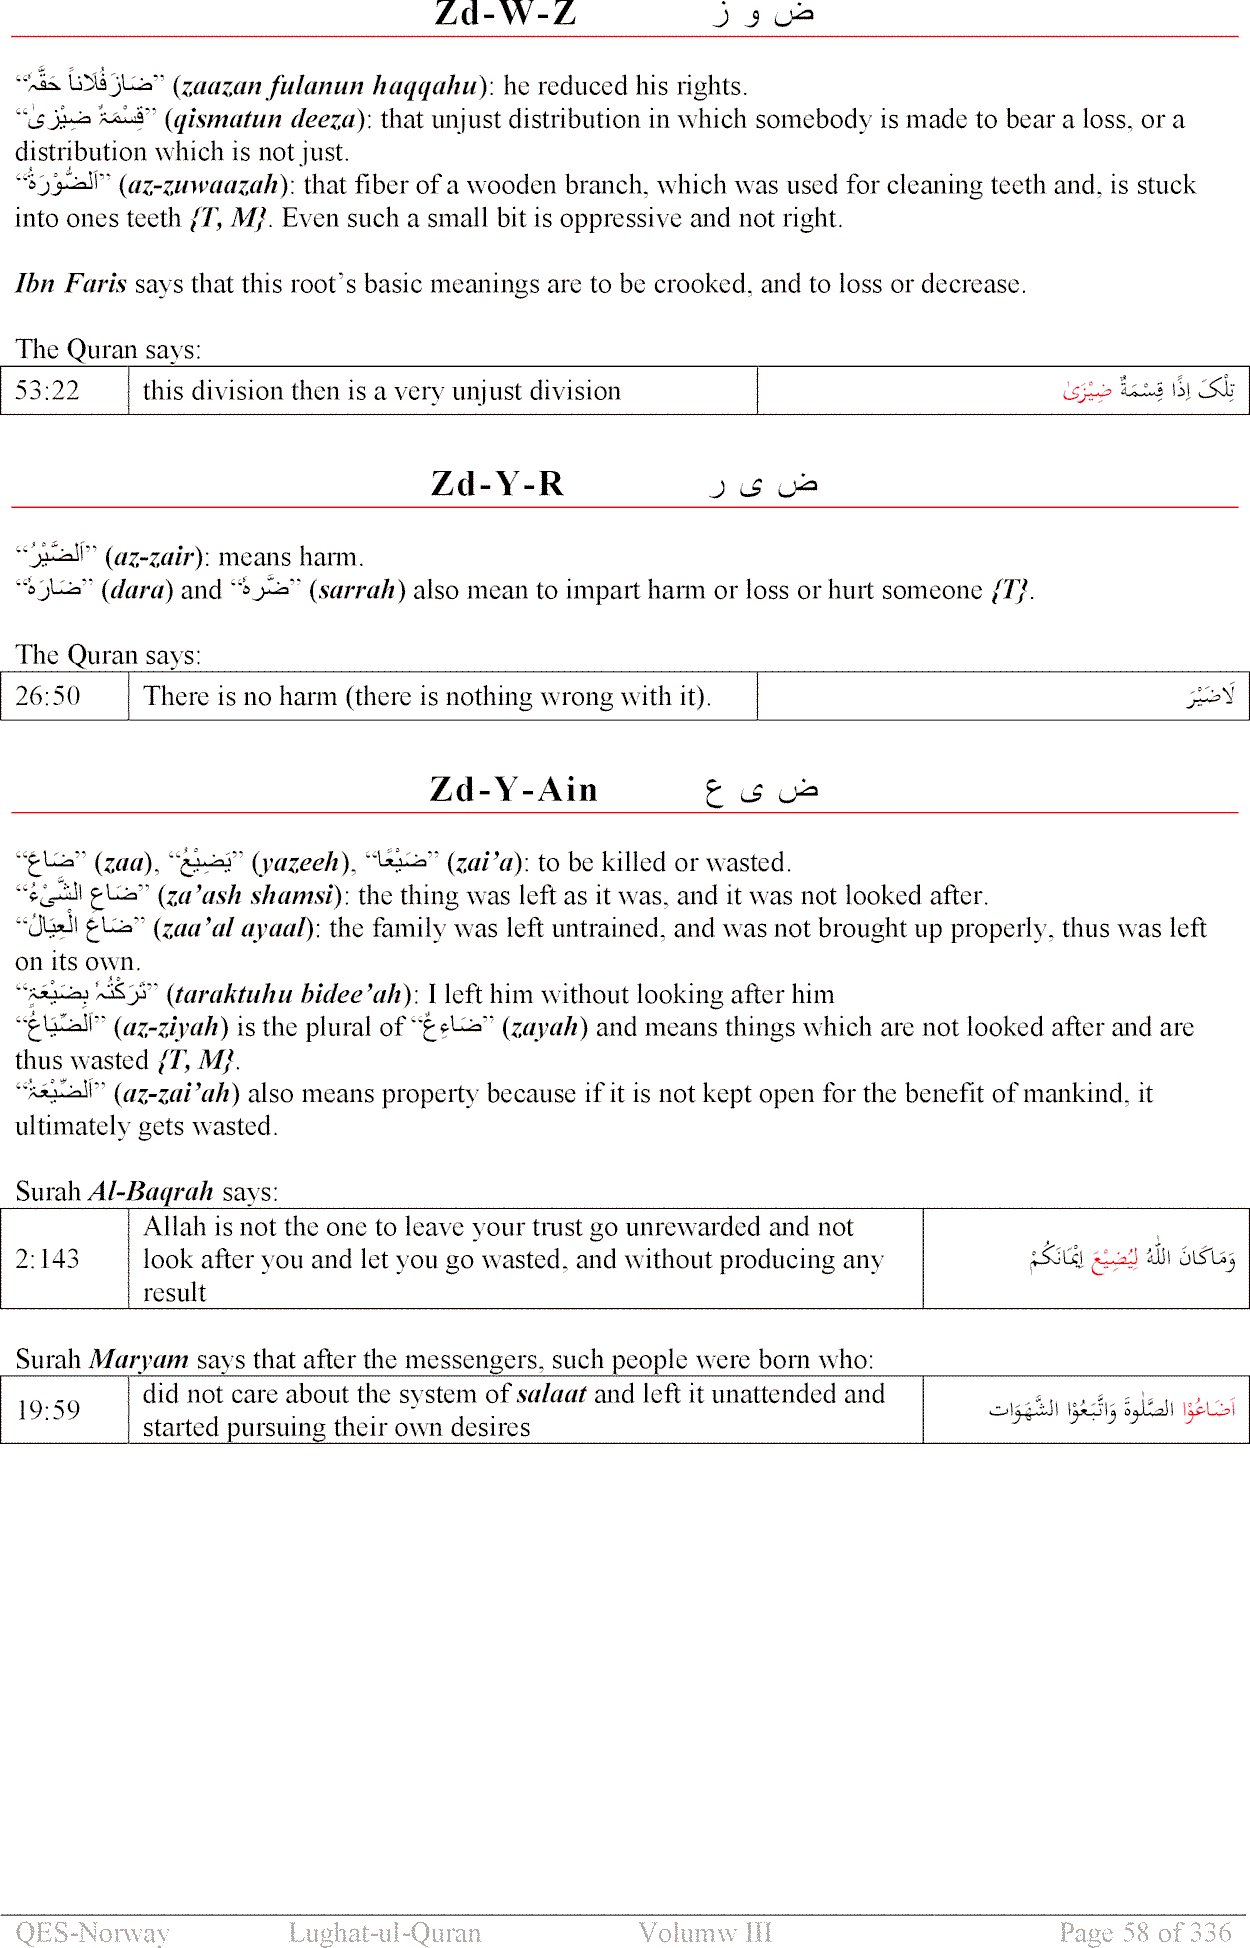 Zd-W-Z ض و ز
“ضَازَ فُلَاناً حَقَّہٗ” (zaazan fulanun haqqahu): he reduced his rights.
“قِسْمَۃٌ ضِیْزیٰ” (qismatun deeza): that unjust distribution in which somebody is made to bear a loss, or a
distribution which is not just.
“اَلضُّوْزَۃُ” (az-zuwaazah): that fiber of a wooden branch, which was used for cleaning teeth and, is stuck
into ones teeth {T, M}. Even such a small bit is oppressive and not right.
Ibn Faris says that this root’s basic meanings are to be crooked, and to loss or decrease.
The Quran says:
53:22 this division then is a very unjust division تِلْکَ اِذًا قِسْمَةٌ ضِیْزَیٰ
Zd-Y-R ض ی ر
“اَلضَّیْرُ” (az-zair): means harm.
“ضَارَہٗ” (dara) and “ضَّرہٗ” (sarrah) also mean to impart harm or loss or hurt someone {T}.
The Quran says:
26:50 There is no harm (there is nothing wrong with it). لَاضَیْرَ
Zd-Y-Ain ض ی ع
“ضَاعَ” (zaa), “یَضِیْعُ” (yazeeh), “ضَیْعًا” (zai’a): to be killed or wasted.
“ضَاعِ الشَّیْءُ” (za’ash shamsi): the thing was left as it was, and it was not looked after.
“ضَاعَ الْعِیَالُ” (zaa’al ayaal): the family was left untrained, and was not brought up properly, thus was left
on its own.
“تَرَکْتُہٗ بِضِیْعَۃٍ” (taraktuhu bidee’ah): I left him without looking after him
“اَلضِّیَاعُ” (az-ziyah) is the plural of “ضَاءِعٌ” (zayah) and means things which are not looked after and are
thus wasted {T, M}.
“اَلضِّیْعَۃُ” (az-zai’ah) also means property because if it is not kept open for the benefit of mankind, it
ultimately gets wasted.
Surah Al-Baqrah says:
Allah is not the one to leave your trust go unrewarded and not
2:143 look after you and let you go wasted, and without producing any وَمَاکَانَ اللّٰهُ لِیُضِیْعَ اِیْمَانَکُمْ
result
Surah Maryam says that after the messengers, such people were born who:
19:59 did not care about the system of salaat and left it unattended and اَضَاعُوْا الصَّلٰوةَ وَاتَّبَعُوْا الشَّهَوَات
started pursuing their own desires
QES-Norway Lughat-ul-Quran Volumw III Page 58 of 336